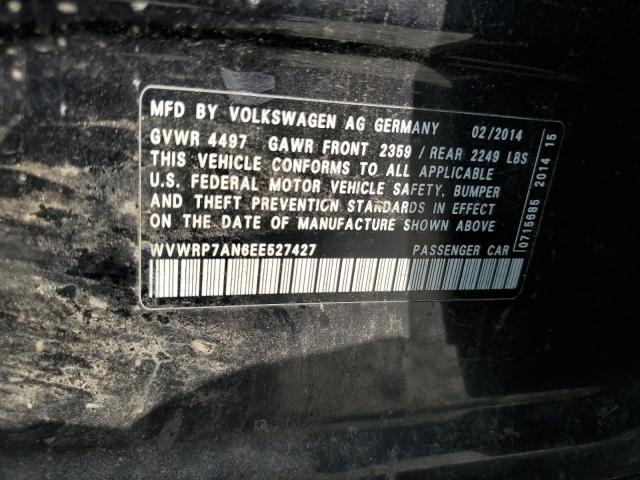 MFD BY VOLKSWAGEN AG GERMANY 02/2014
GVWR 4497 GAWR FRONT 2359 / REAR 2249 LBS
THIS VEHICLE CONFORMS TO ALL APPLICABLE
U.S. FEDERAL MOTOR VEHICLE SAFETY, BUMPER
AND THEFT PREVENTION STANDARDS IN EFFECT
ON THE DATE OF MANUFACTURE SHOWN ABOVE
WVWRP7AN6EE527427 PASSENGER CAR
0715685 2014 15